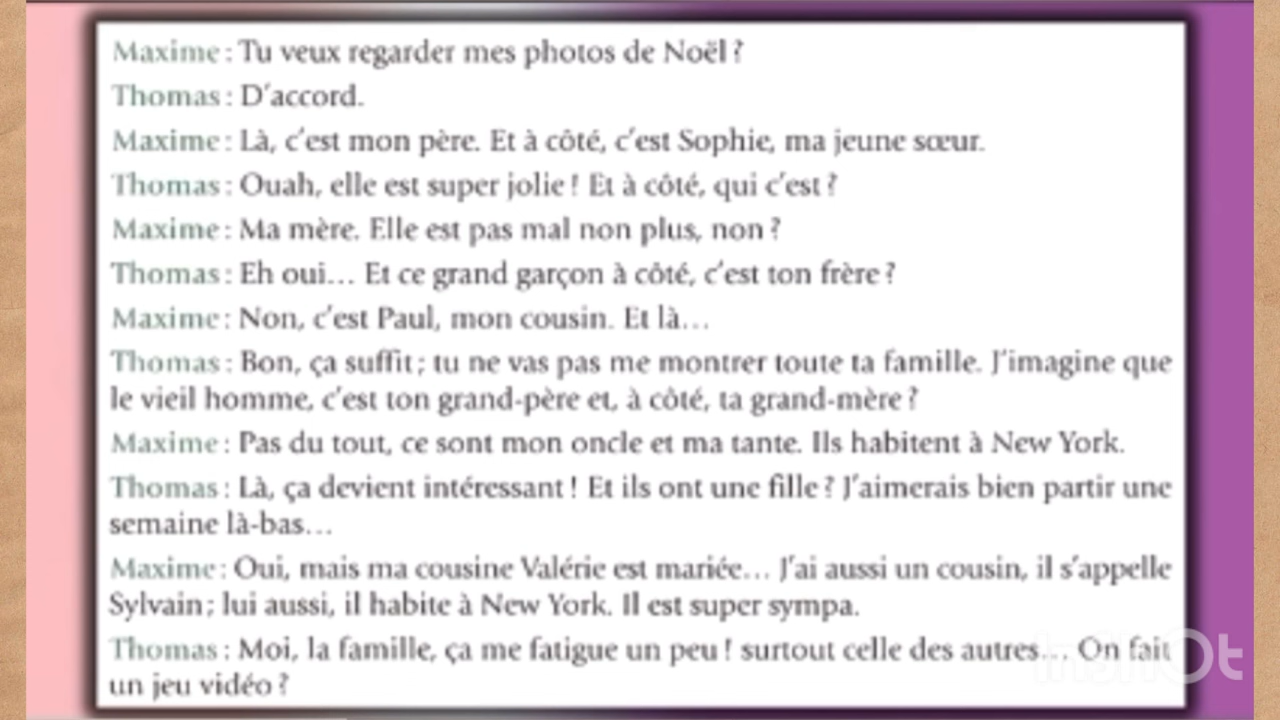 Maxime : Tu veux regarder mes photos de Noël ?
Thomas : D'accord.
Maxime : Là, c'est mon père. Et à côté, c'est Sophie, ma jeune sœur.
Thomas : Ouah, elle est super jolie ! Et à côté, qui c'est ?
Maxime : Ma mère. Elle est pas mal non plus, non ?
Thomas : Eh oui… Et ce grand garçon à côté, c'est ton frère ?
Maxime : Non, c'est Paul, mon cousin. Et là…
Thomas : Bon, ça suffit ; tu ne vas pas me montrer toute ta famille. J'imagine que
le vieil homme, c'est ton grand-père et, à côté, ta grand-mère ?
Maxime : Pas du tout, ce sont mon oncle et ma tante. Ils habitent à New York.
Thomas : Là, ça devient intéressant ! Et ils ont une fille ? J'aimerais bien partir une
semaine là-bas…
Maxime : Oui, mais ma cousine Valérie est mariée… J'ai aussi un cousin, il s'appelle
Sylvain ; lui aussi, il habite à New York. Il est super sympa.
Thomas : Moi, la famille, ça me fatigue un peu ! surtout celle des autres… On fait
un jeu vidéo ?
InShOt